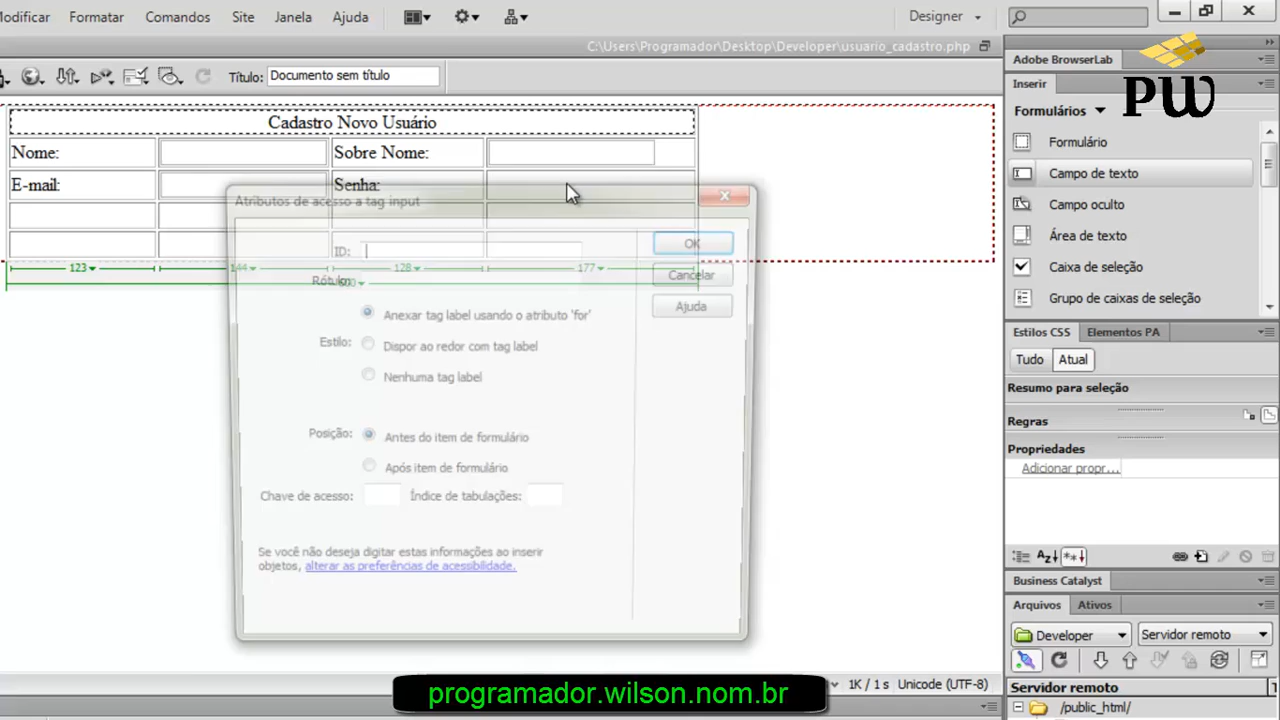 Modificar Formatar Comandos Site Janela Ajuda Designer
C:\Users\Programador\Desktop\Developer\usuario_cadastro.php
Título: Documento sem título
Cadastro Novo Usuário
Nome: Sobre Nome:
E-mail: Senha:
123 144 128 177
Atributos de acesso a tag input
ID:
Rótulo:
Anexar tag label usando o atributo 'for'
Estilo: Dispor ao redor com tag label
Nenhuma tag label
Posição: Antes do item de formulário
Após item de formulário
Chave de acesso: Índice de tabulações:
Se você não deseja digitar estas informações ao inserir
objetos, alterar as preferências de acessibilidade.
OK
Cancelar
Ajuda
Adobe BrowserLab
Inserir
PW
Formulários
Formulário
Campo de texto
Campo oculto
Área de texto
Caixa de seleção
Grupo de caixas de seleção
Estilos CSS Elementos PA
Tudo Atual
Resumo para seleção
Regras
Propriedades
Adicionar propr...
Business Catalyst
Arquivos Ativos
Developer Servidor remoto
Servidor remoto
/public_html/
1K / 1 s Unicode (UTF-8)
programador.wilson.nom.br